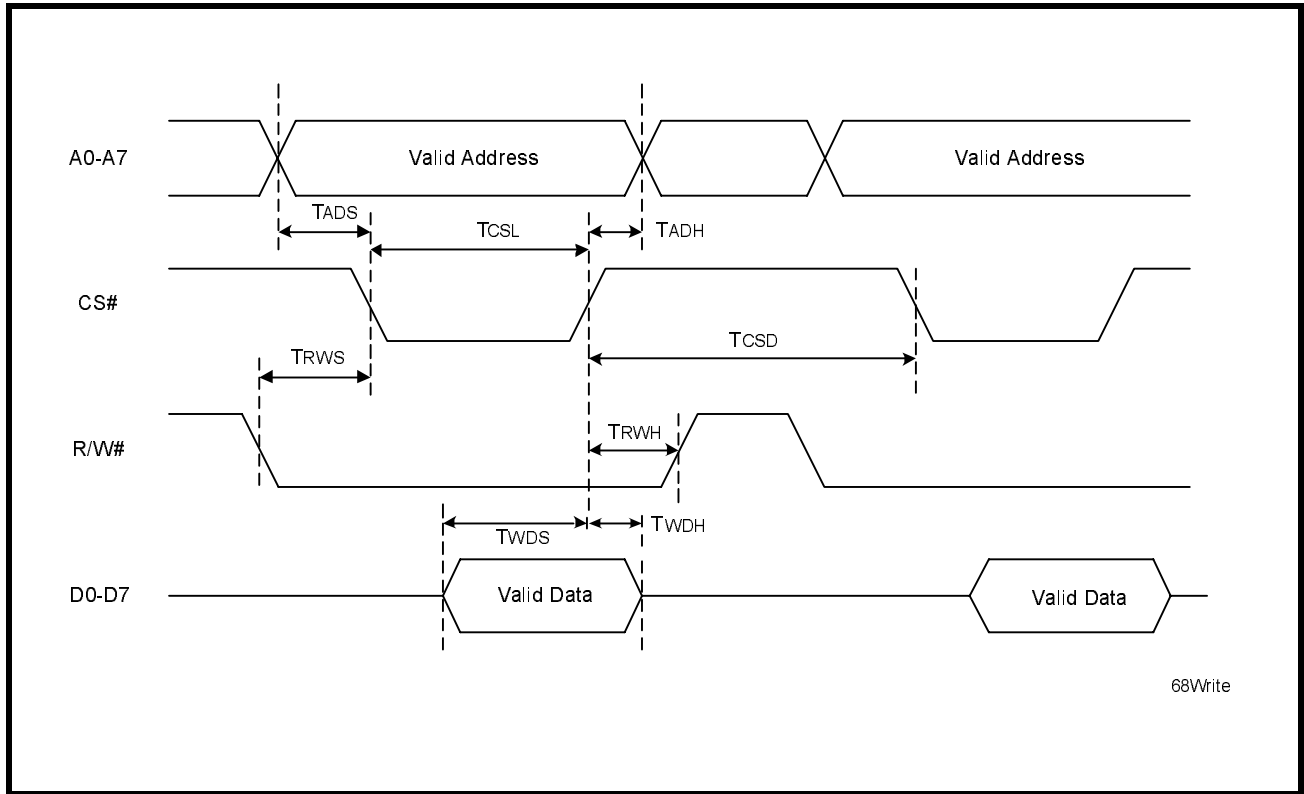 A0-A7
Valid Address
Valid Address
TADS
TCSL
TADH
CS#
TCSD
TRWS
R/W#
TRWH
TWDS
TWDH
D0-D7
Valid Data
Valid Data
68Write